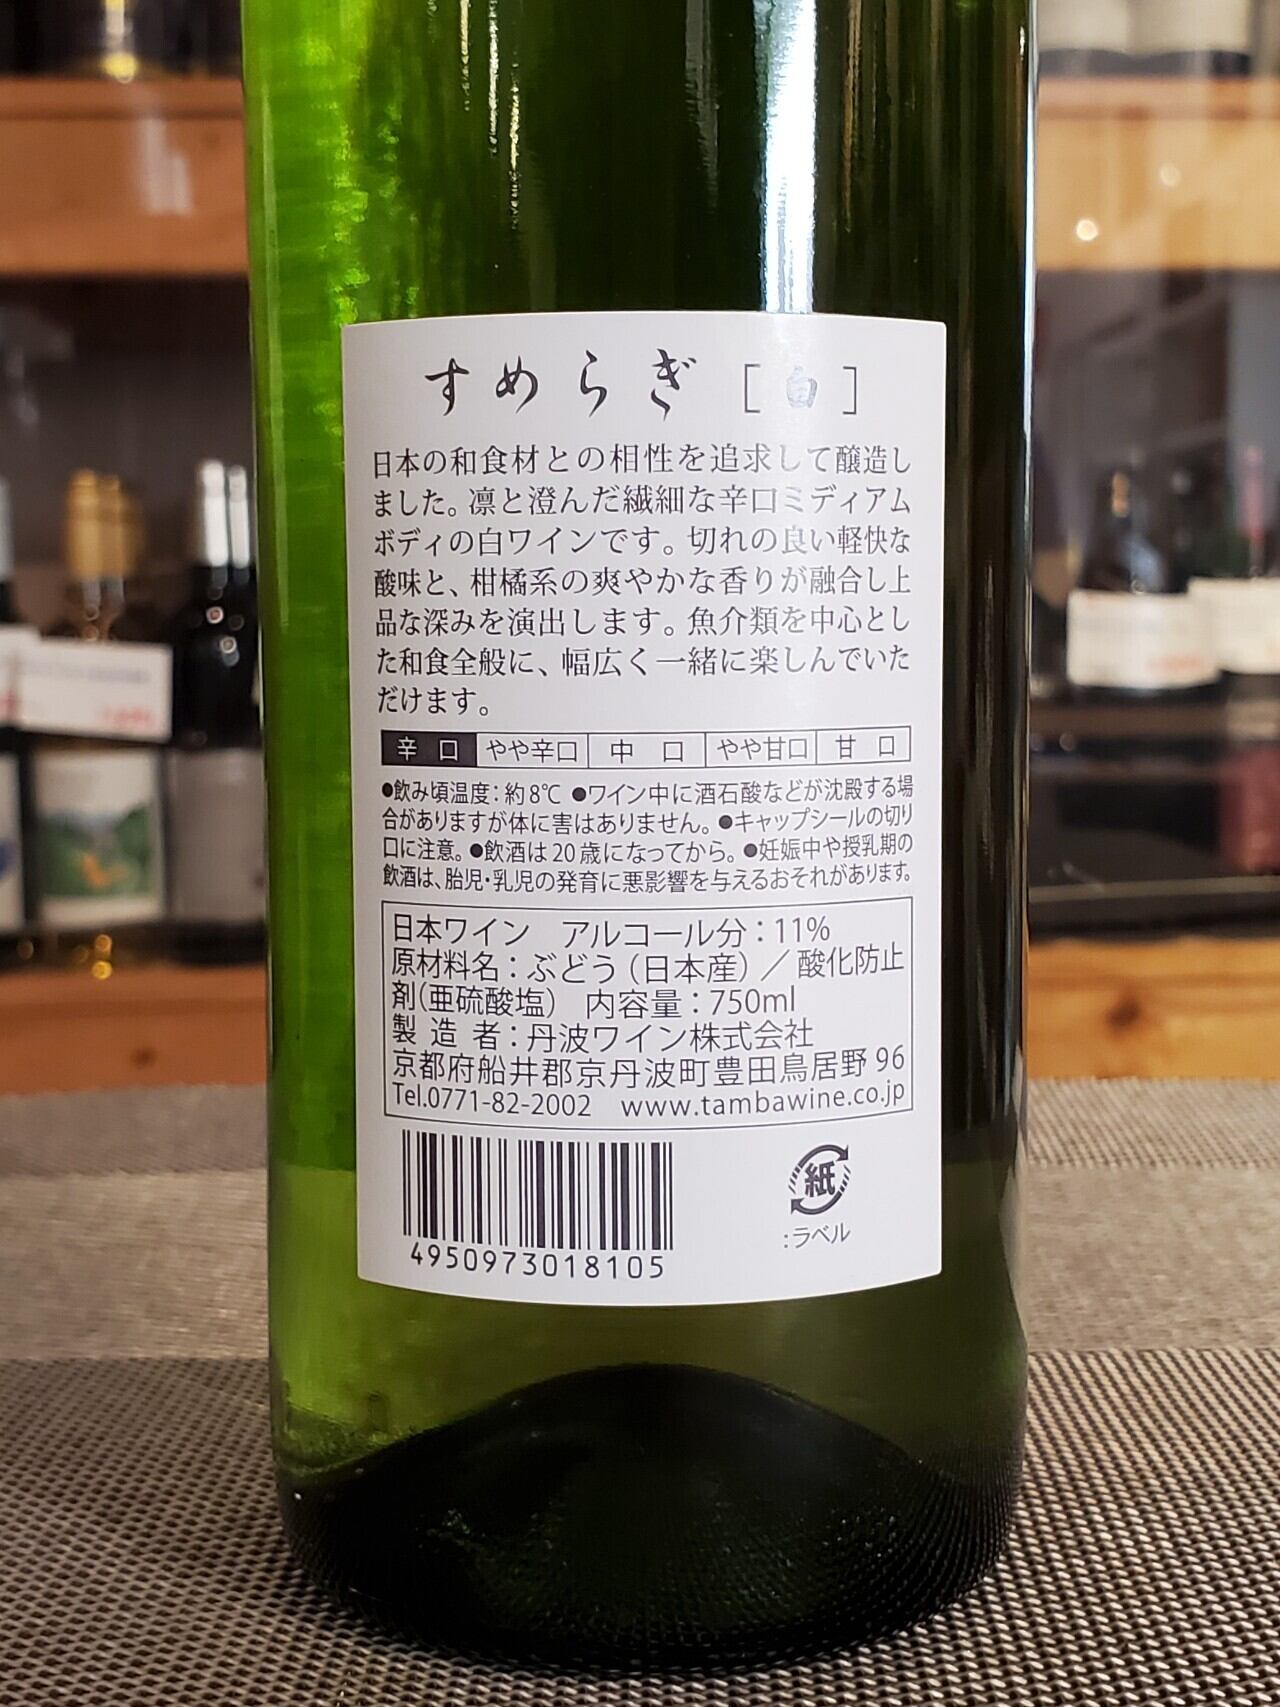 すめらぎ［白］
日本の和食材との相性を追求して醸造し
ました。凛と澄んだ繊細な辛口ミディアム
ボディの白ワインです。切れの良い軽快な
酸味と、柑橘系の爽やかな香りが融合し上
品な深みを演出します。魚介類を中心とし
た和食全般に、幅広く一緒に楽しんでいた
だけます。
辛口 やや辛口 中口 やや甘口 甘口
●飲み頃温度：約8℃ ●ワイン中に酒石酸などが沈殿する場
合がありますが体に害はありません。●キャップシールの切り
口に注意。●飲酒は20歳になってから。●妊娠中や授乳期の
飲酒は、胎児・乳児の発育に悪影響を与えるおそれがあります。
日本ワイン アルコール分：11%
原材料名：ぶどう（日本産）／酸化防止
剤（亜硫酸塩） 内容量：750ml
製造者：丹波ワイン株式会社
京都府船井郡京丹波町豊田鳥居野96
Tel.0771-82-2002 www.tambawine.co.jp
4950973018105
紙
：ラベル